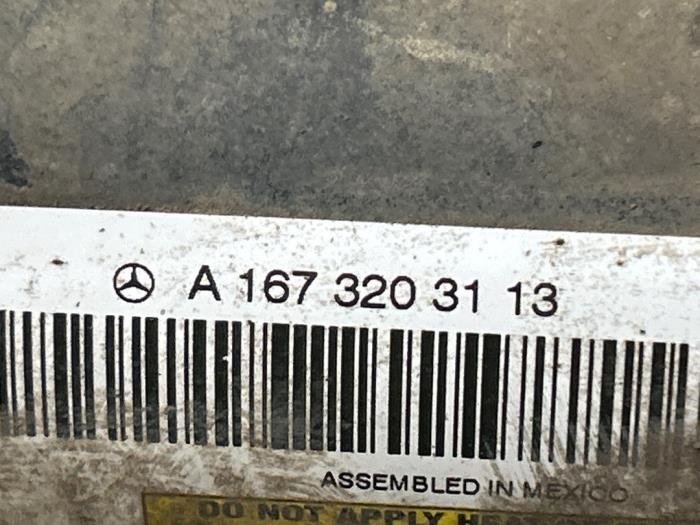 A 167 320 31 13
ASSEMBLED IN MEXICO
DO NOT APPLY